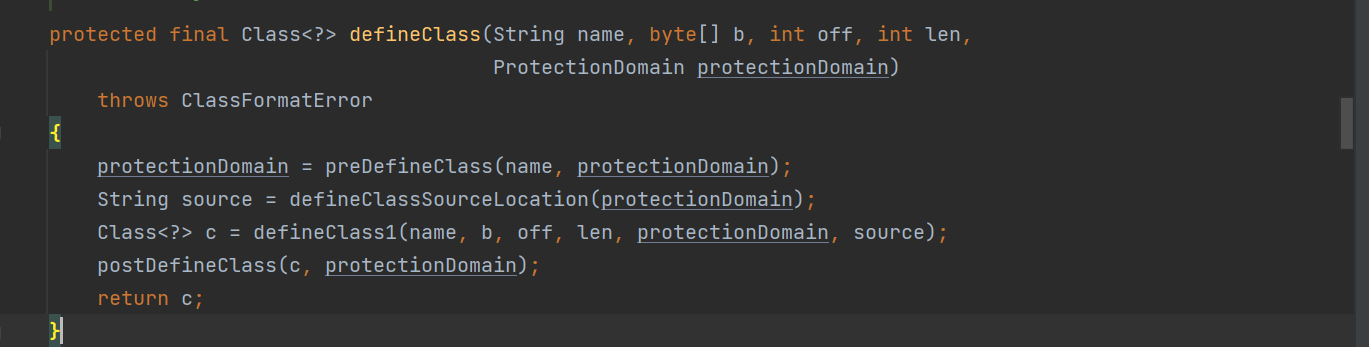 protected final Class<?> defineClass(String name, byte[] b, int off, int len,
ProtectionDomain protectionDomain)
throws ClassFormatError
{
protectionDomain = preDefineClass(name, protectionDomain);
String source = defineClassSourceLocation(protectionDomain);
Class<?> c = defineClass1(name, b, off, len, protectionDomain, source);
postDefineClass(c, protectionDomain);
return c;
}